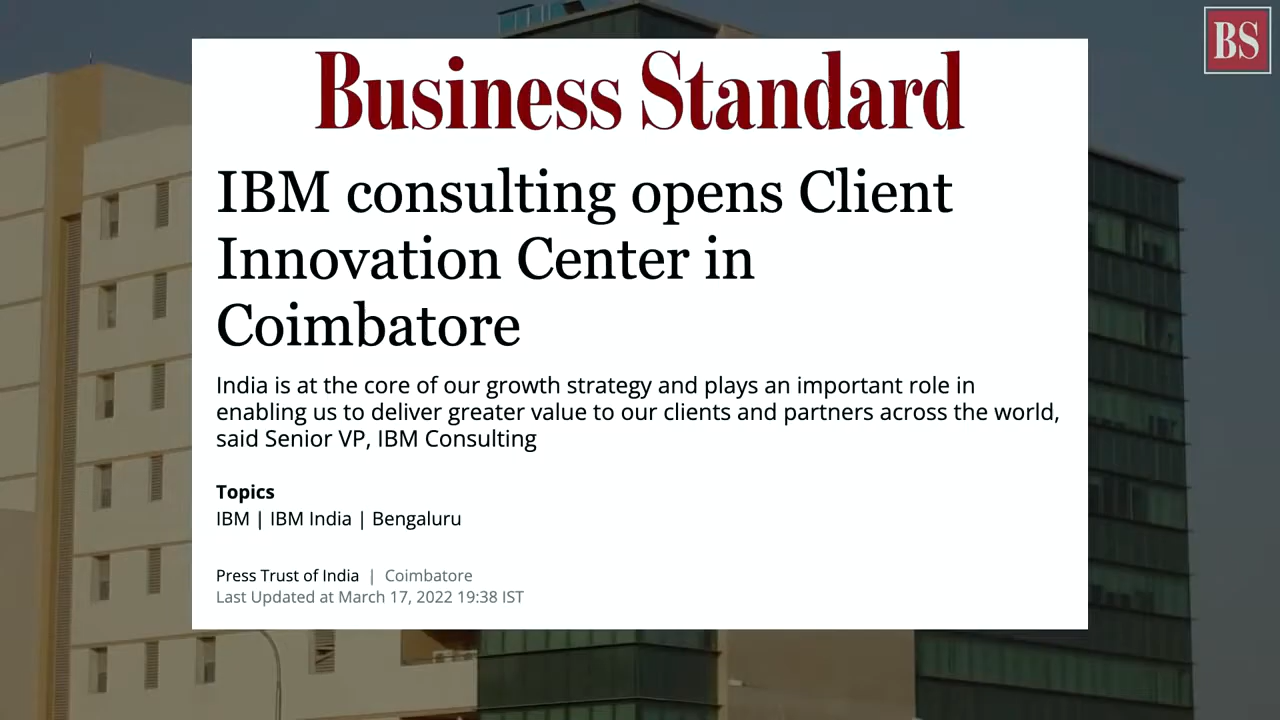 BS
Business Standard
IBM consulting opens Client
Innovation Center in
Coimbatore
India is at the core of our growth strategy and plays an important role in
enabling us to deliver greater value to our clients and partners across the world,
said Senior VP, IBM Consulting
Topics
IBM | IBM India | Bengaluru
Press Trust of India | Coimbatore
Last Updated at March 17, 2022 19:38 IST